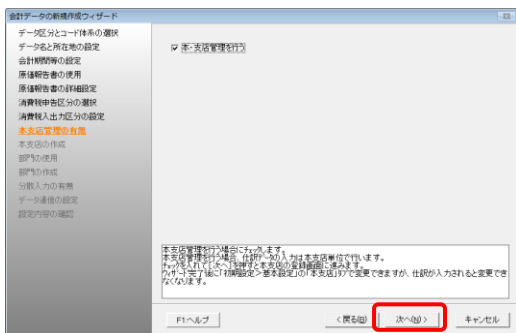 会計データの新規作成ウィザード
データ区分とコード体系の選択
データ名と所在地の設定
会計期間等の設定
原価報告書の使用
原価報告書の詳細設定
消費税申告区分の選択
消費税入出力区分の設定
本支店管理の有無
本支店の作成
部門の使用
部門の作成
分散入力の有無
データ通信の設定
設定内容の確認
本・支店管理を行う
本支店管理を行う場合にチェックします。
本支店管理を行う場合、仕訳データの入力は本支店単位で行います。
チェックを入れて[次へ]を押すと本支店の登録画面に進みます。
ウィザード完了後に「初期設定>基本設定」の「本支店」タブで変更できますが、仕訳が入力されると変更でき
なくなります。
F1:ヘルプ
<戻る(B)
次へ(N)>
キャンセル